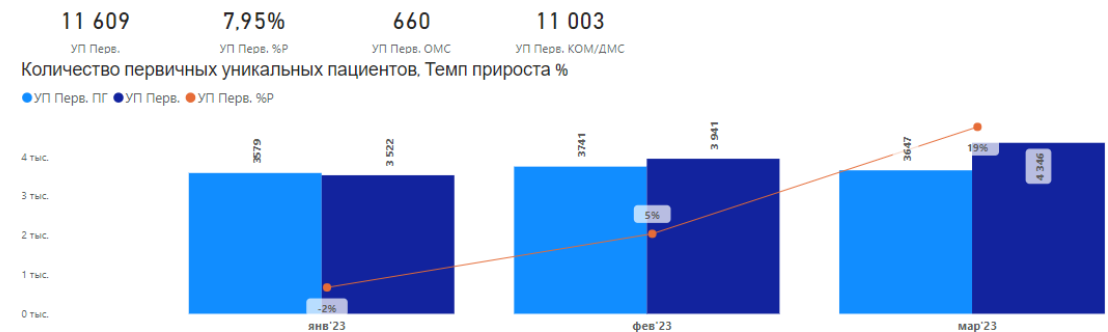 11 609 7,95% 660 11 003
УП Перв. УП Перв. %Р УП Перв. ОМС УП Перв. КОМ/ДМС
Количество первичных уникальных пациентов, Темп прироста %
УП Перв. ПГ УП Перв. УП Перв. %Р
3579 3 522 3741 3 941 3647 4 346
4 тыс.
3 тыс.
2 тыс.
1 тыс.
0 тыс.
-2% 5% 19%
янв'23 фев'23 мар'23